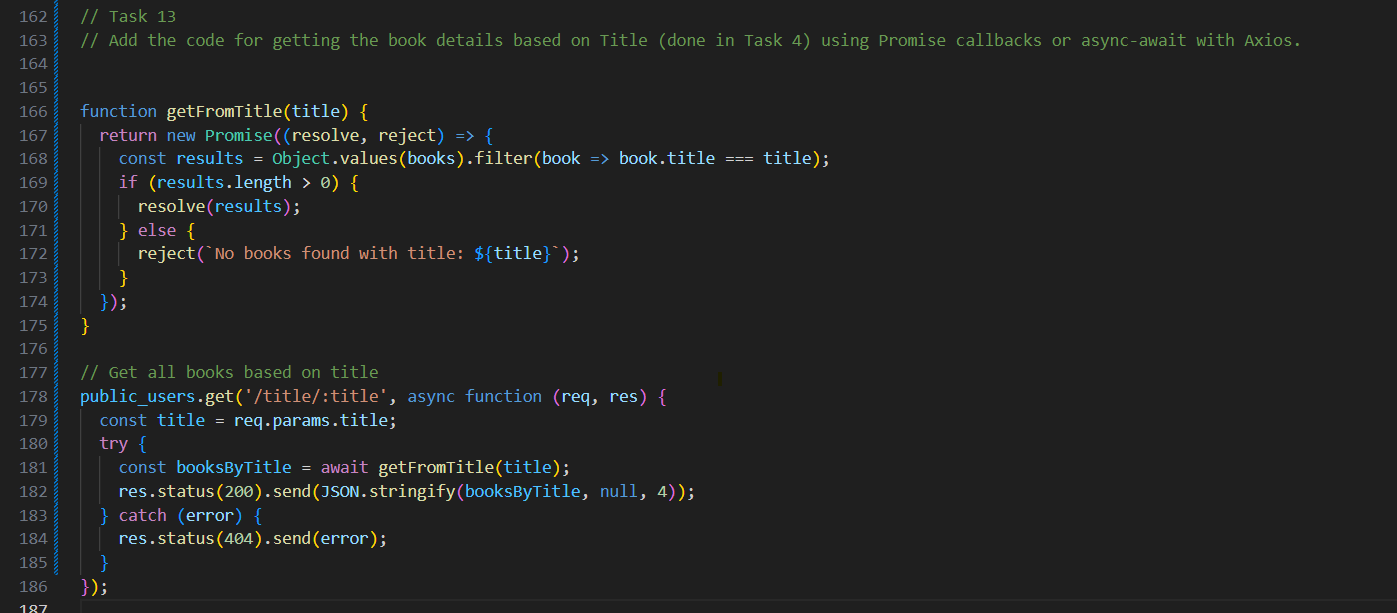 162 // Task 13
163 // Add the code for getting the book details based on Title (done in Task 4) using Promise callbacks or async-await with Axios.
164
165
166 function getFromTitle(title) {
167   return new Promise((resolve, reject) => {
168     const results = Object.values(books).filter(book => book.title === title);
169     if (results.length > 0) {
170       resolve(results);
171     } else {
172       reject(`No books found with title: ${title}`);
173     }
174   });
175 }
176
177 // Get all books based on title
178 public_users.get('/title/:title', async function (req, res) {
179   const title = req.params.title;
180   try {
181     const booksByTitle = await getFromTitle(title);
182     res.status(200).send(JSON.stringify(booksByTitle, null, 4));
183   } catch (error) {
184     res.status(404).send(error);
185   }
186 });
187